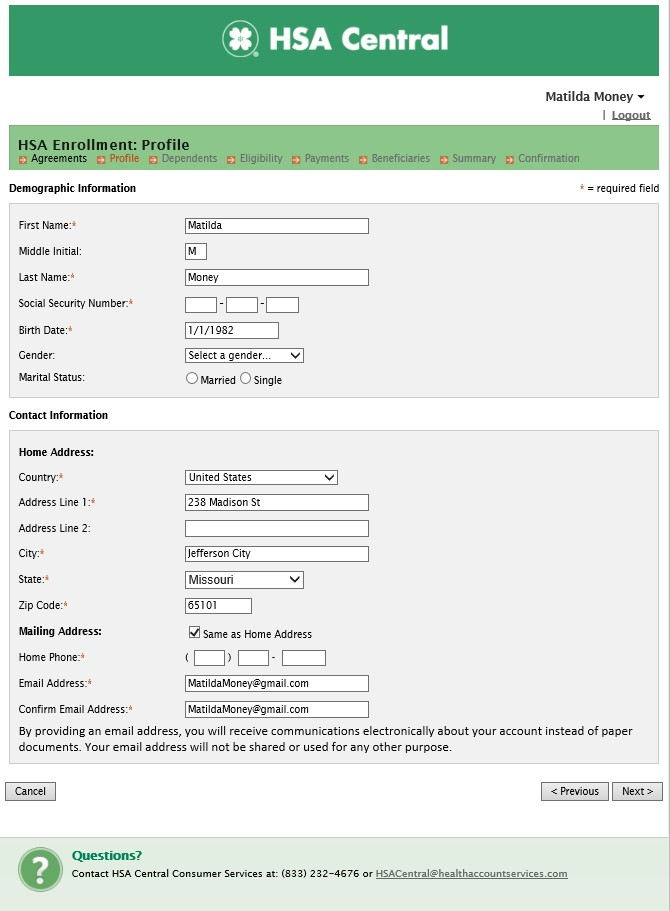 HSA Central
Matilda Money
| Logout
HSA Enrollment: Profile
Agreements Profile Dependents Eligibility Payments Beneficiaries Summary Confirmation
Demographic Information * = required field
First Name:* Matilda
Middle Initial: M
Last Name:* Money
Social Security Number:* - -
Birth Date:* 1/1/1982
Gender: Select a gender...
Marital Status: Married Single
Contact Information
Home Address:
Country:* United States
Address Line 1:* 238 Madison St
Address Line 2:
City:* Jefferson City
State:* Missouri
Zip Code:* 65101
Mailing Address: Same as Home Address
Home Phone:* ( ) -
Email Address:* MatildaMoney@gmail.com
Confirm Email Address:* MatildaMoney@gmail.com
By providing an email address, you will receive communications electronically about your account instead of paper
documents. Your email address will not be shared or used for any other purpose.
Cancel < Previous Next >
? Questions?
Contact HSA Central Consumer Services at: (833) 232-4676 or HSACentral@healthaccountservices.com